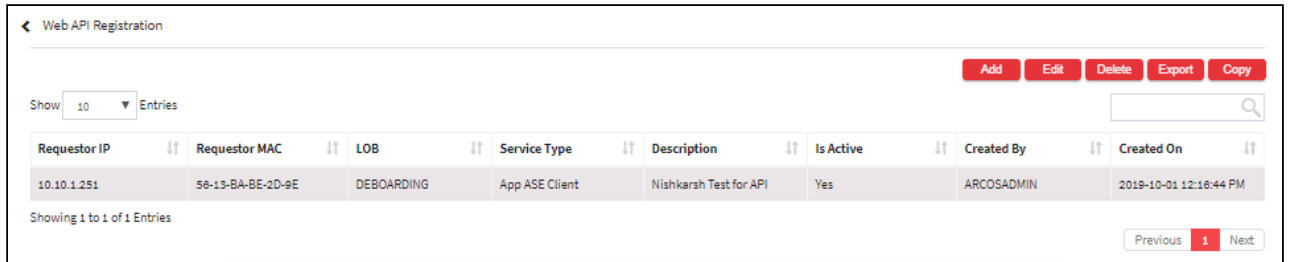 Web API Registration
Add Edit Delete Export Copy
Show 10 Entries
Requestor IP Requestor MAC LOB Service Type Description Is Active Created By Created On
10.10.1.251 56-13-BA-BE-2D-9E DEBOARDING App ASE Client Nishkarsh Test for API Yes ARCOSADMIN 2019-10-01 12:16:44 PM
Showing 1 to 1 of 1 Entries
Previous 1 Next